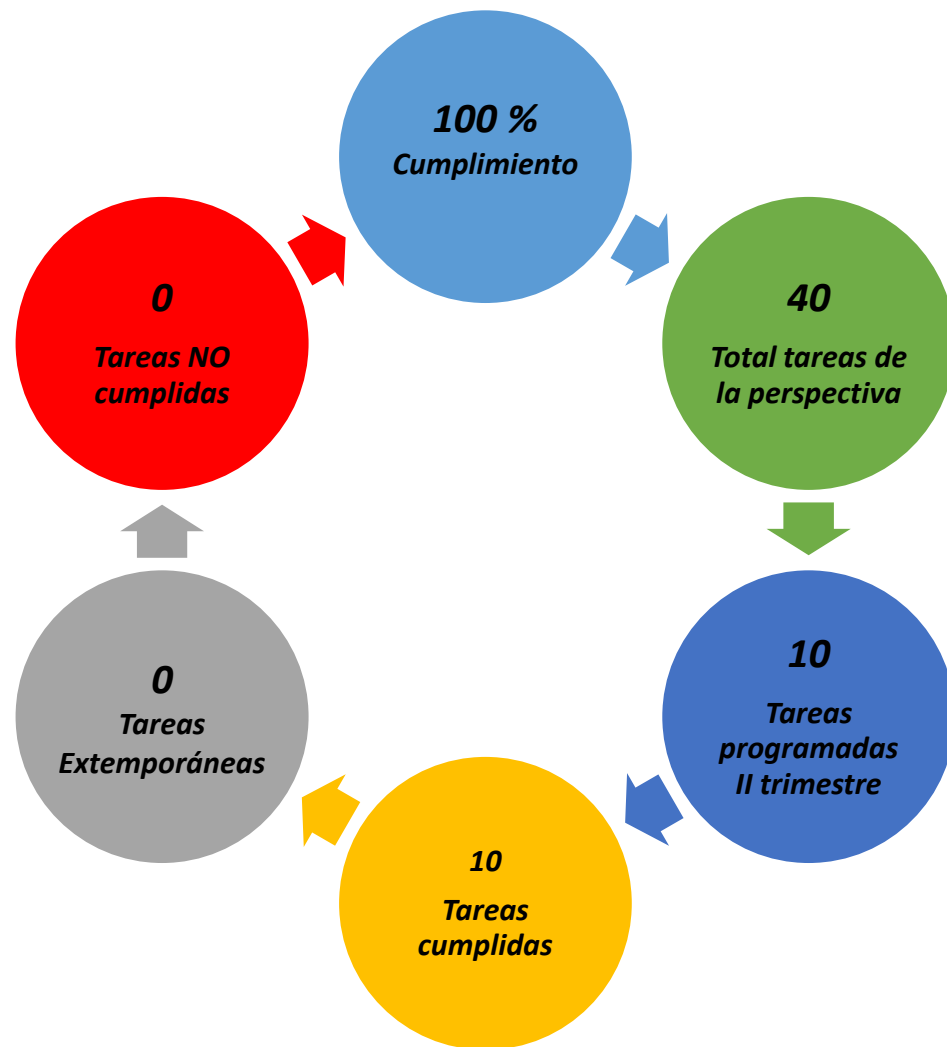 100 %
Cumplimiento
40
Total tareas de
la perspectiva
10
Tareas
programadas
II trimestre
10
Tareas
cumplidas
0
Tareas
Extemporáneas
0
Tareas NO
cumplidas